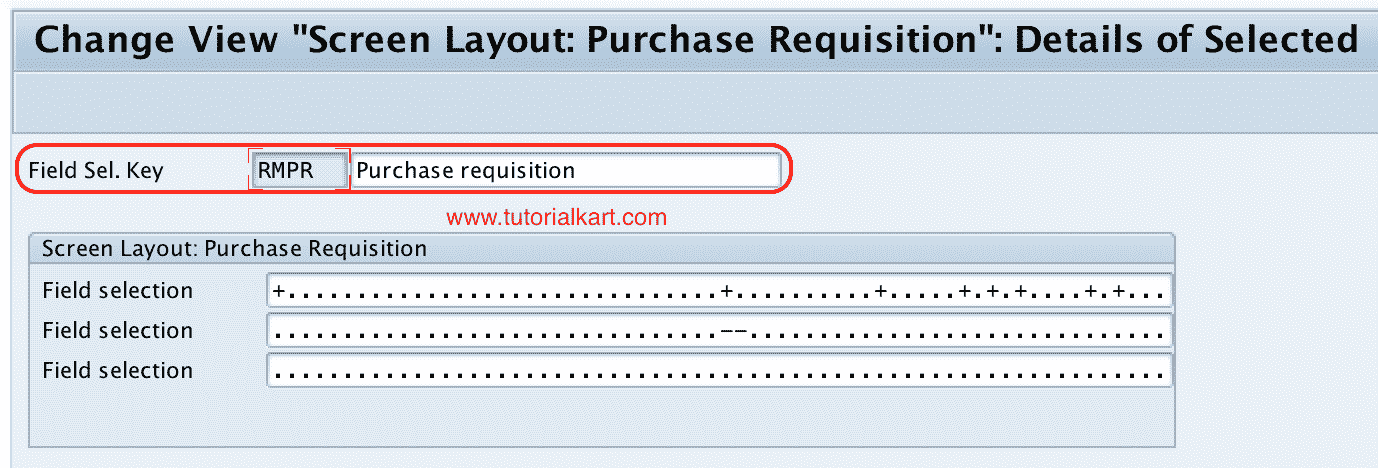 Change View "Screen Layout: Purchase Requisition": Details of Selected
Field Sel. Key RMPR Purchase requisition
www.tutorialkart.com
Screen Layout: Purchase Requisition
Field selection +...............................+..........+.....+.+.+....+.+...
Field selection ................................--..............................
Field selection ................................................................